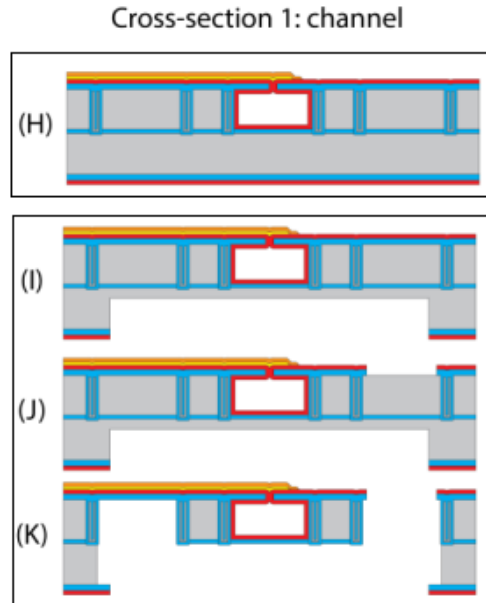 Cross-section 1: channel
(H)
(I)
(J)
(K)